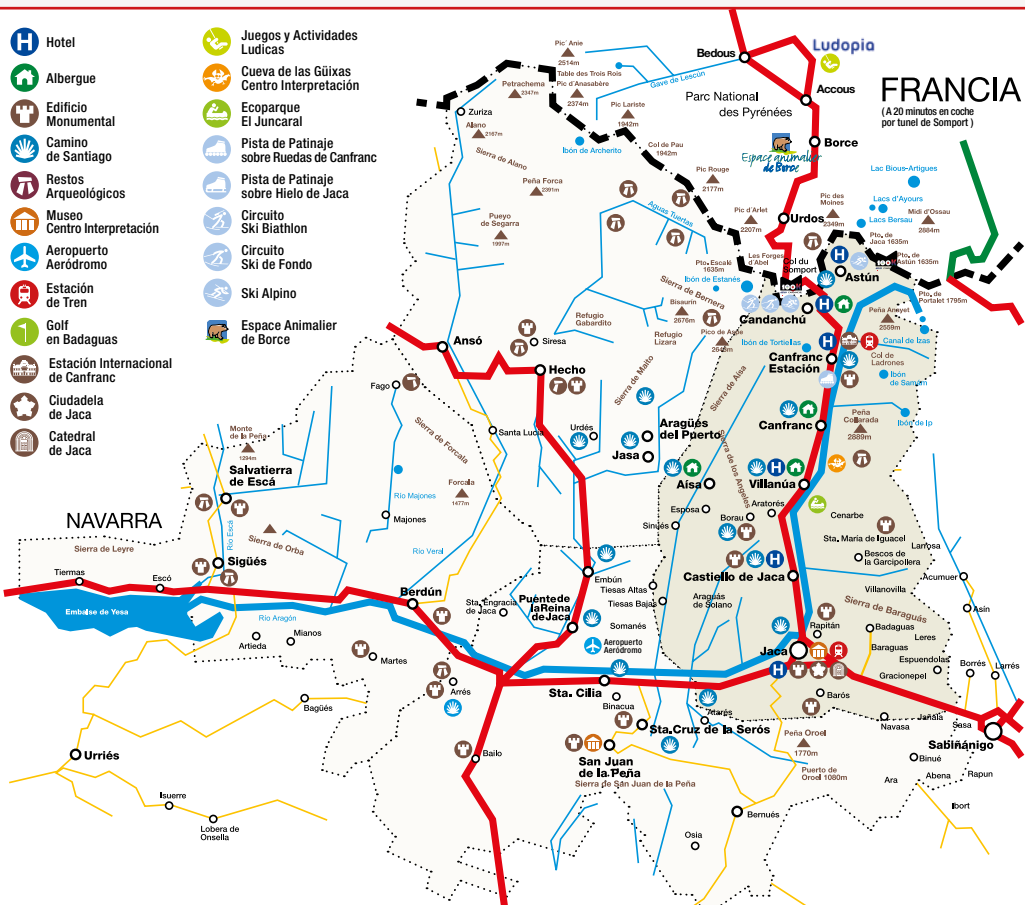 Hotel
Albergue
Edificio
Monumental
Camino
de Santiago
Restos
Arqueológicos
Museo
Centro Interpretación
Aeropuerto
Aeródromo
Estación
de Tren
Golf
en Badaguas
Estación Internacional
de Canfranc
Ciudadela
de Jaca
Catedral
de Jaca
Juegos y Actividades
Ludicas
Cueva de las Güixas
Centro Interpretación
Ecoparque
El Juncaral
Pista de Patinaje
sobre Ruedas de Canfranc
Pista de Patinaje
sobre Hielo de Jaca
Circuito
Ski Biathlon
Circuito
Ski de Fondo
Ski Alpino
Espace Animalier
de Borce
Pic d'Anie
2514m
Table des Trois Rois
Petrachema
2347m
Pic d'Anasabère
2374m
Gave de Lescún
Bedous
Ludopia
Accous
FRANCIA
( A 20 minutos en coche
por tunel de Somport )
Parc National
des Pyrénées
Zuriza
Pic Lariste
1942m
Alano
2167m
Sierra de Alano
Ibón de Archerito
Col de Pau
1942m
Borce
Espace animalier
de Borce
Peña Forca
2391m
Pic Rouge
2177m
Lac Bious-Artigues
Lacs d'Ayours
Lacs Bersau
Midi d'Ossau
2884m
Pueyo
de Segarra
1997m
Aguas Tuertas
Pic d'Arlet
2207m
Urdos
Pic des
Moines
2349m
Pto. de
Jaca 1635m
Pto. de
Astún 1635m
Pto. Escalé
1635m
Les Forges
d'Abel
Col du
Somport
Astún
Ibón de Estanés
Pto. de
Portalet 1795m
Sierra de Bernera
Bisaurin
2676m
Candanchú
Peña Aneyet
2559m
Refugio
Gabardito
Refugio
Lizara
Pico de Aspe
2645m
Ibón de Tortiellas
Canal de Izas
Ansó
Siresa
Canfranc
Estación
Col de
Ladrones
Ibón
de Samám
Hecho
Sierra de Maito
Sierra de Aísa
Fago
Sierra de Forcala
Santa Lucía
Urdés
Aragüés
del Puerto
Jasa
Canfranc
Peña
Collarada
2889m
Ibón de Ip
Monte
de la Peña
1294m
Salvatierra
de Escá
Sierra de los Angeles
Aísa
Villanúa
Forcala
1477m
Río Majones
Majones
Esposa
Aratorés
Borau
Sinués
Cenarbe
NAVARRA
Sierra de Leyre
Río Escá
Sierra de Orba
Río Veral
Sta. María de Iguacel
Larrosa
Bescos de
la Garcipollera
Acumuer
Sigüés
Tiermas
Escó
Embún
Castiello de Jaca
Villanovilla
Tiesas Altas
Tiesas Bajas
Araguás
de Solano
Sierra de Baraguás
Asín
Embalse de Yesa
Berdún
Sta. Engracia
de Jaca
Puente de
la Reina
de Jaca
Somanés
Río Aragón
Mianos
Artieda
Rapitán
Badaguas
Leres
Baraguas
Jaca
Espuendolas
Gracionepel
Borrés
Larrés
Martes
Aeropuerto
Aeródromo
Arrés
Sta. Cilia
Binacua
Atarés
Barós
Navasa
Jarlata
Sasa
Bagüés
Sta. Cruz de la Serós
Sabiñánigo
Urriés
Bailo
San Juan
de la Peña
Sierra de San Juan de la Peña
Peña Oroel
1770m
Puerto de
Oroel 1080m
Binué
Ara
Abena
Rapun
Isuerre
Lobera de
Onsella
Bernués
Ibort
Osia